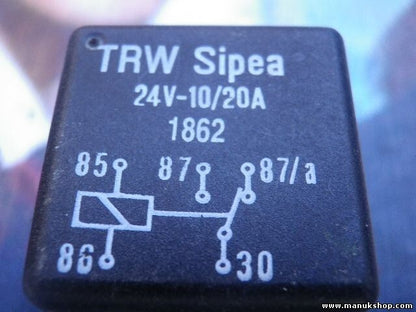 TRW Sipea
24V-10/20A
1862
85 87 87/a
86 30
www.manukshop.com